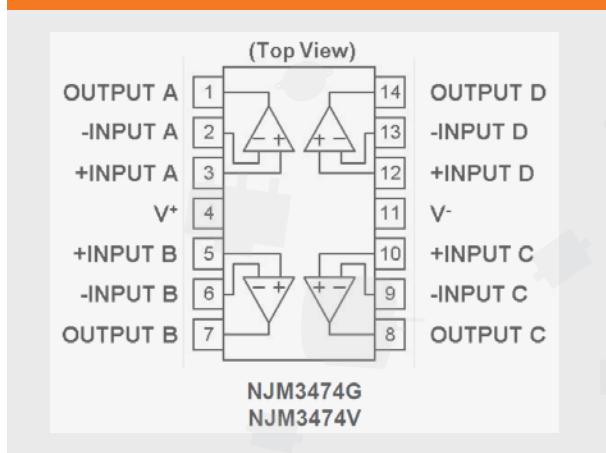 (Top View)
OUTPUT A 1 14 OUTPUT D
-INPUT A 2 - + + - 13 -INPUT D
+INPUT A 3 12 +INPUT D
V+ 4 11 V-
+INPUT B 5 10 +INPUT C
-INPUT B 6 - + + - 9 -INPUT C
OUTPUT B 7 8 OUTPUT C
NJM3474G
NJM3474V